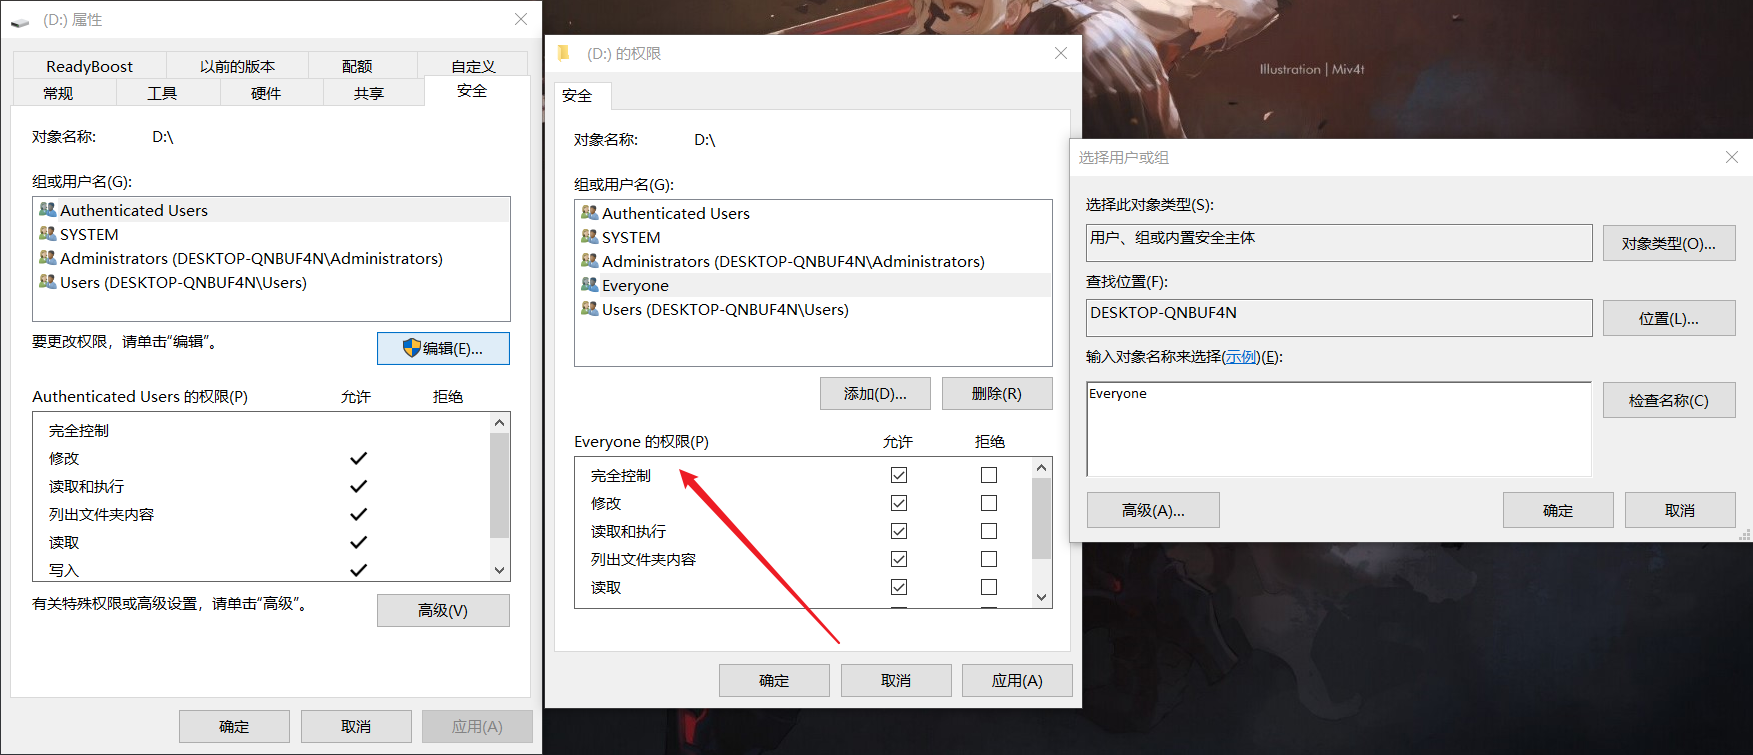 (D:) 属性
ReadyBoost 以前的版本 配额 自定义
常规 工具 硬件 共享 安全
对象名称: D:\
组或用户名(G):
Authenticated Users
SYSTEM
Administrators (DESKTOP-QNBUF4N\Administrators)
Users (DESKTOP-QNBUF4N\Users)
要更改权限，请单击“编辑”。
编辑(E)...
Authenticated Users 的权限(P) 允许 拒绝
完全控制
修改
读取和执行
列出文件夹内容
读取
写入
有关特殊权限或高级设置，请单击“高级”。
高级(V)
确定 取消 应用(A)
(D:) 的权限
安全
对象名称: D:\
组或用户名(G):
Authenticated Users
SYSTEM
Administrators (DESKTOP-QNBUF4N\Administrators)
Everyone
Users (DESKTOP-QNBUF4N\Users)
添加(D)... 删除(R)
Everyone 的权限(P) 允许 拒绝
完全控制
修改
读取和执行
列出文件夹内容
读取
确定 取消 应用(A)
Illustration | Miv4t
选择用户或组
选择此对象类型(S):
用户、组或内置安全主体
对象类型(O)...
查找位置(F):
DESKTOP-QNBUF4N
位置(L)...
输入对象名称来选择(示例)(E):
Everyone
检查名称(C)
高级(A)... 确定 取消